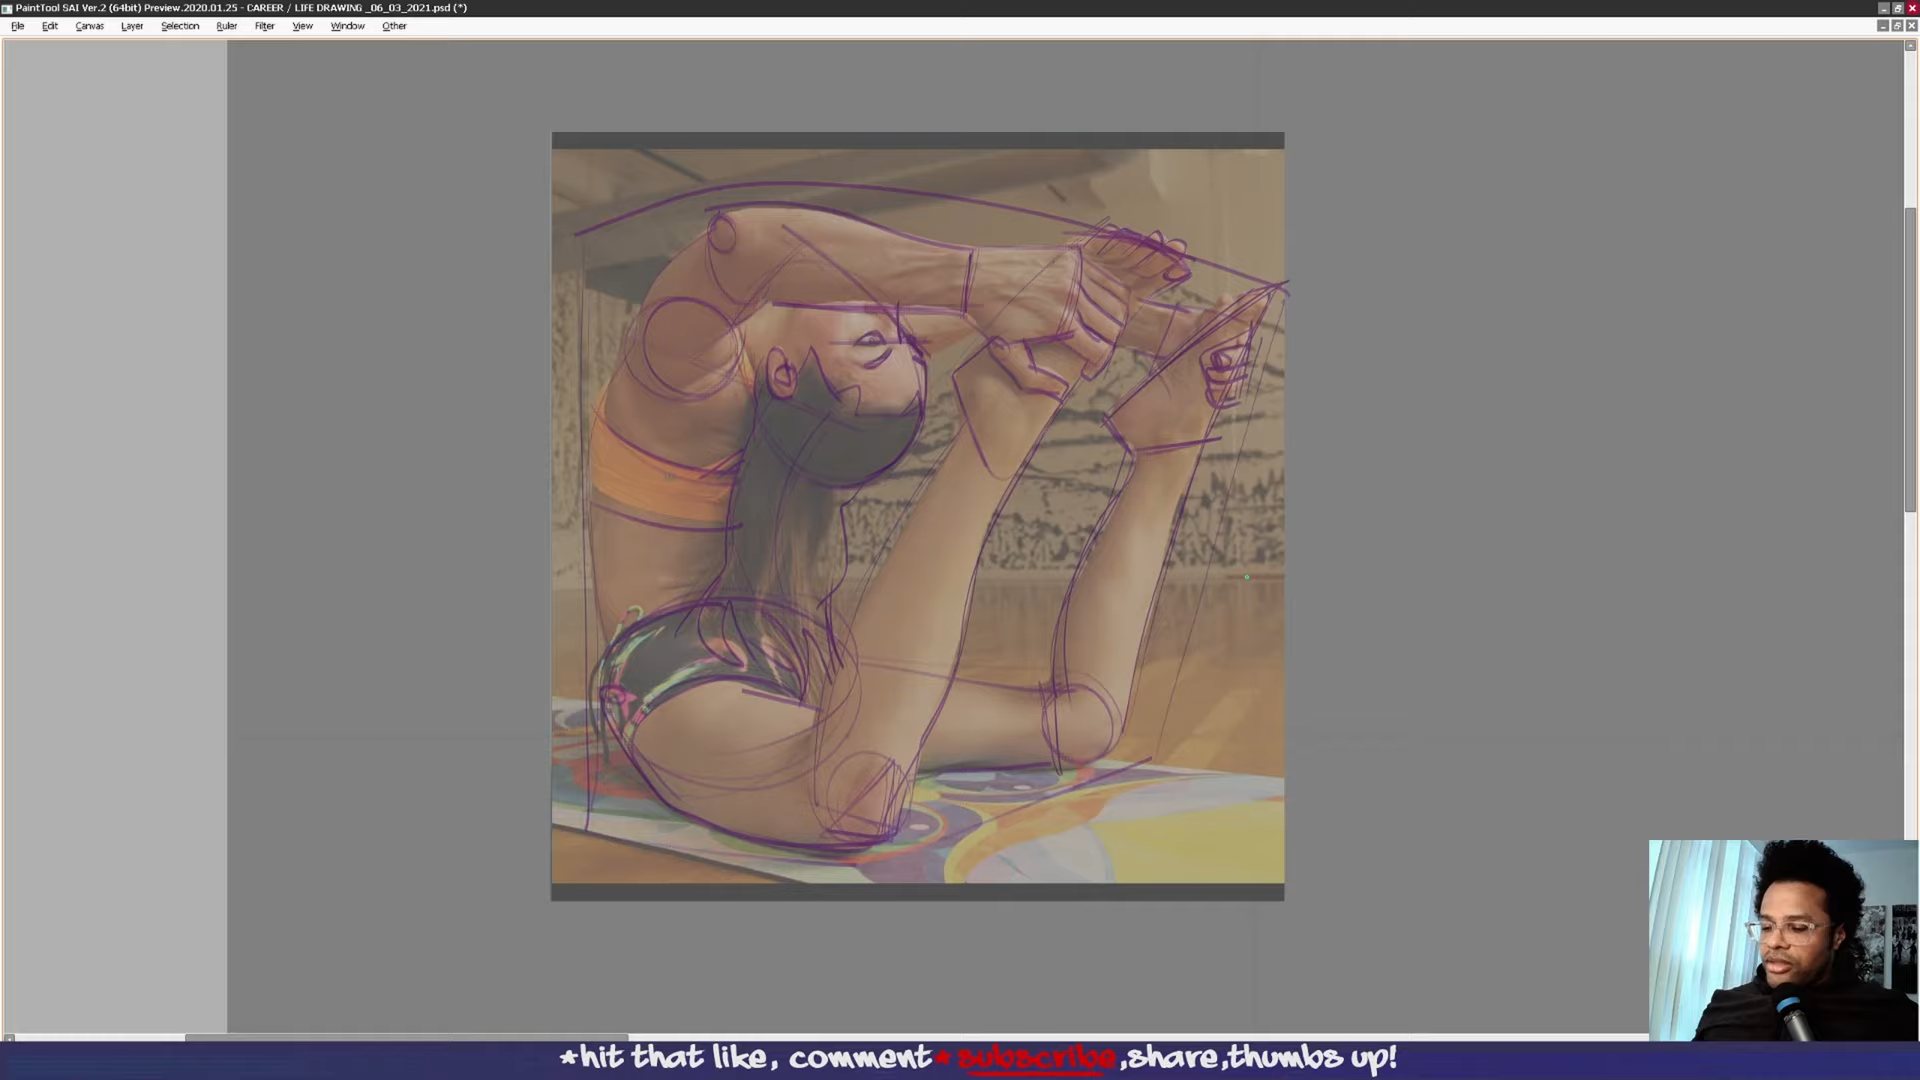 PaintTool SAI Ver.2 (64bit) Preview.2020.01.25 - CAREER / LIFE DRAWING _06_03_2021.psd (*)
File Edit Canvas Layer Selection Ruler Filter View Window Other
*hit that like, comment* subscribe,share,thumbs up!